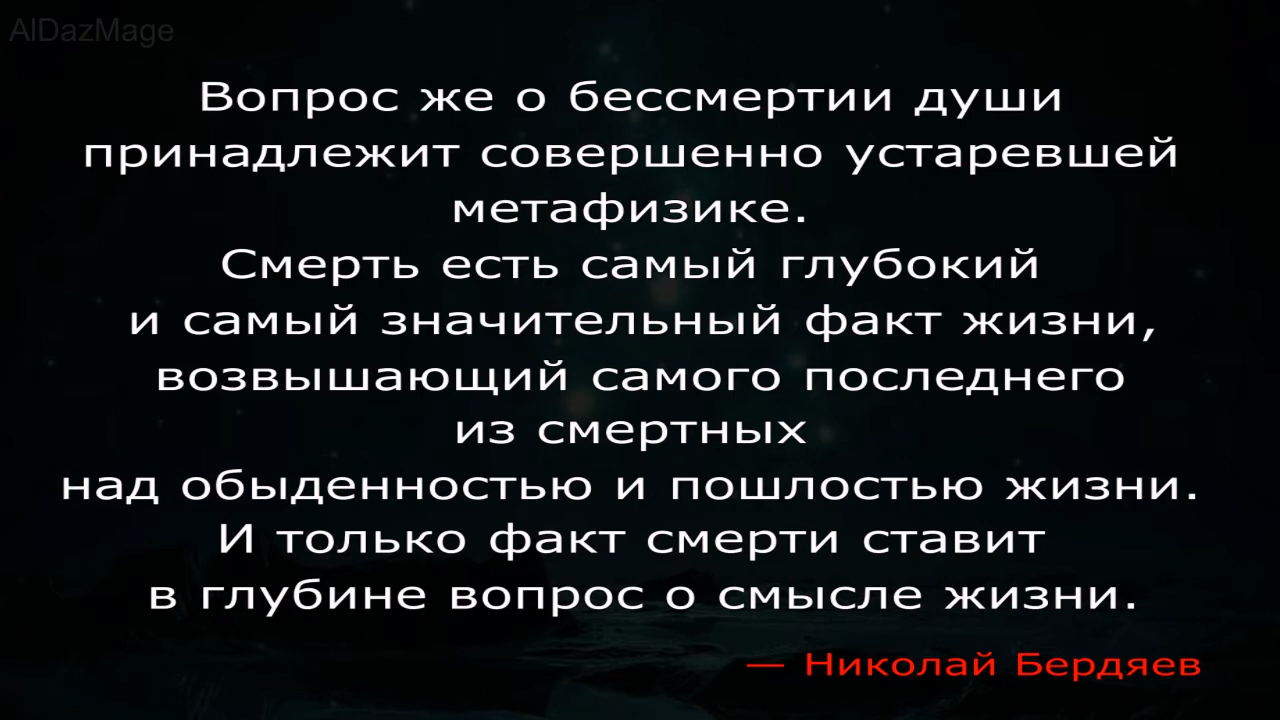 AlDazMage
Вопрос же о бессмертии души
принадлежит совершенно устаревшей
метафизике.
Смерть есть самый глубокий
и самый значительный факт жизни,
возвышающий самого последнего
из смертных
над обыденностью и пошлостью жизни.
И только факт смерти ставит
в глубине вопрос о смысле жизни.
— Николай Бердяев